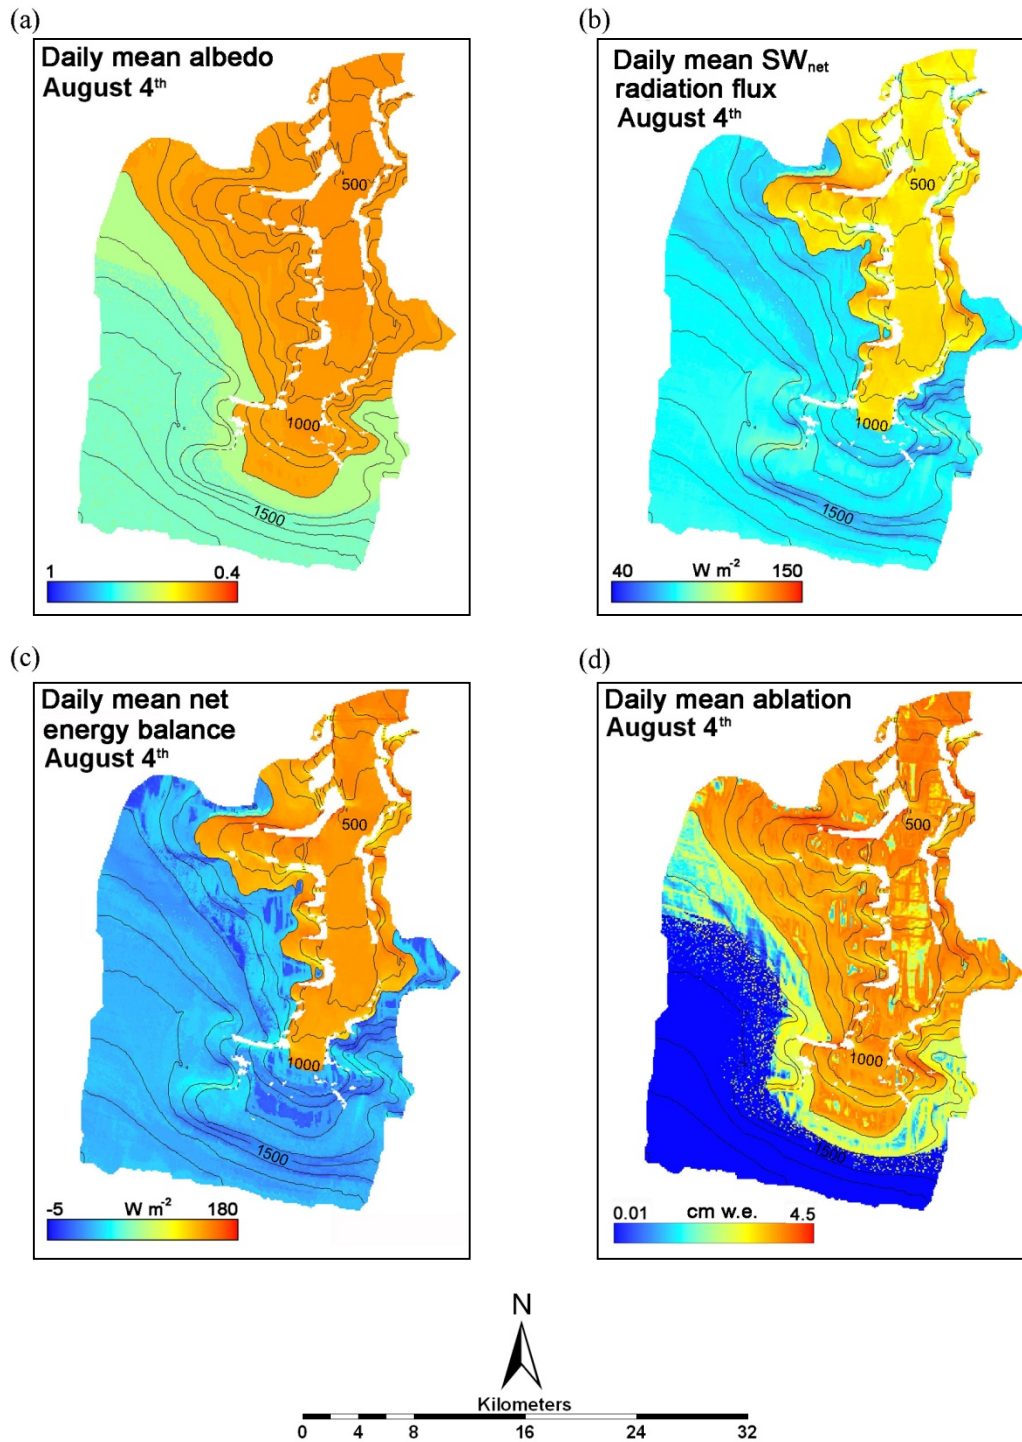 (a)
Daily mean albedo
August 4th
500
1000
1500
1 0.4
(b)
Daily mean SWnet
radiation flux
August 4th
500
1000
1500
40 W m-2 150
(c)
Daily mean net
energy balance
August 4th
500
1000
1500
-5 W m-2 180
(d)
Daily mean ablation
August 4th
500
1000
1500
0.01 cm w.e. 4.5
N
Kilometers
0 4 8 16 24 32